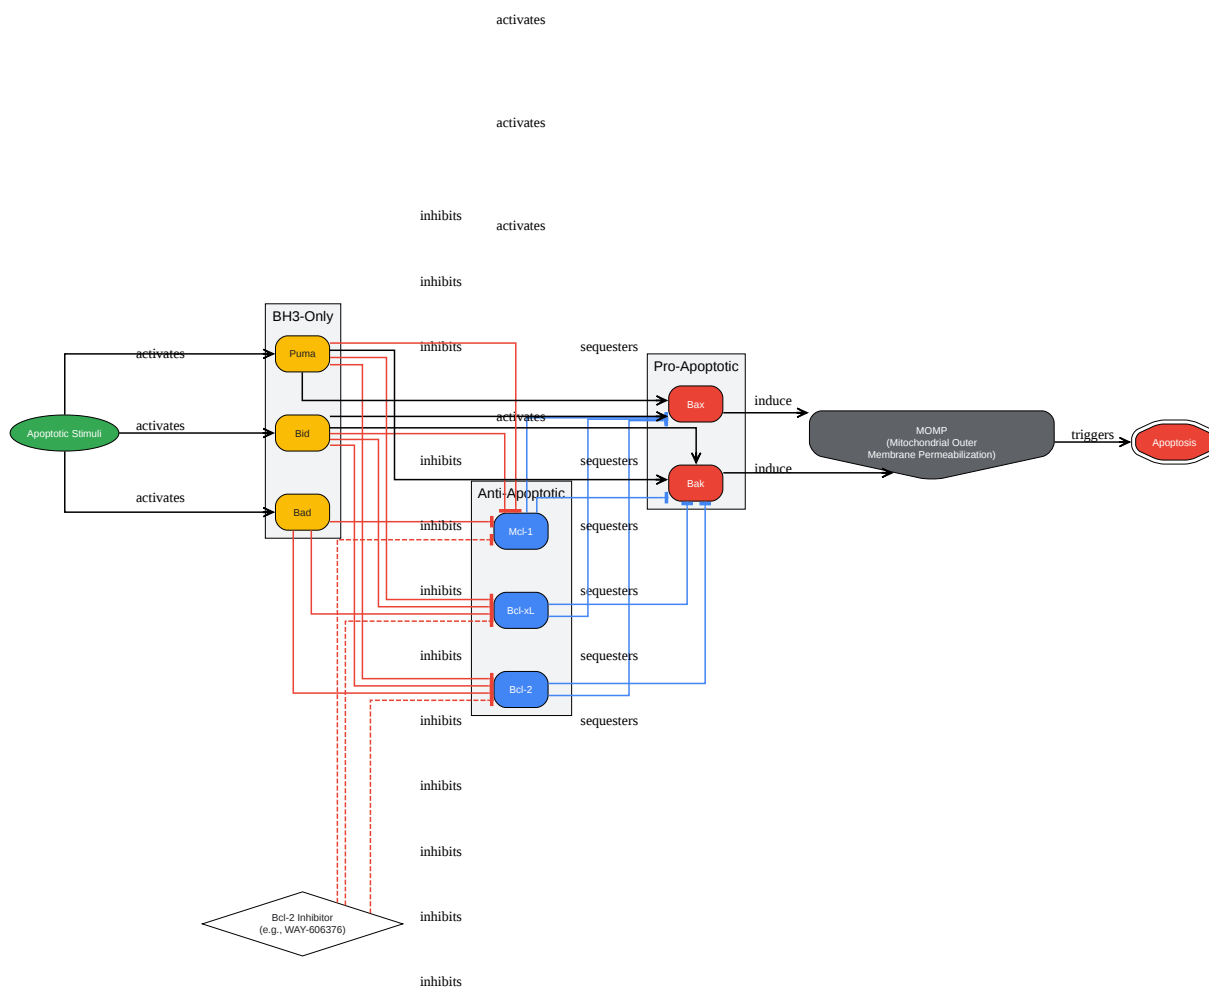 activates
activates
inhibits
activates
inhibits
BH3-Only
Puma
inhibits
sequesters
activates
Pro-Apoptotic
Bax
induce
activates
Apoptotic Stimuli
activates
Bid
MOMP
(Mitochondrial Outer
Membrane Permeabilization)
triggers
Apoptosis
inhibits
sequesters
induce
Bak
activates
Bad
Anti-Apoptotic
inhibits
Mcl-1
sequesters
inhibits
sequesters
Bcl-xL
inhibits
sequesters
Bcl-2
inhibits
sequesters
inhibits
inhibits
Bcl-2 Inhibitor
(e.g., WAY-606376)
inhibits
inhibits